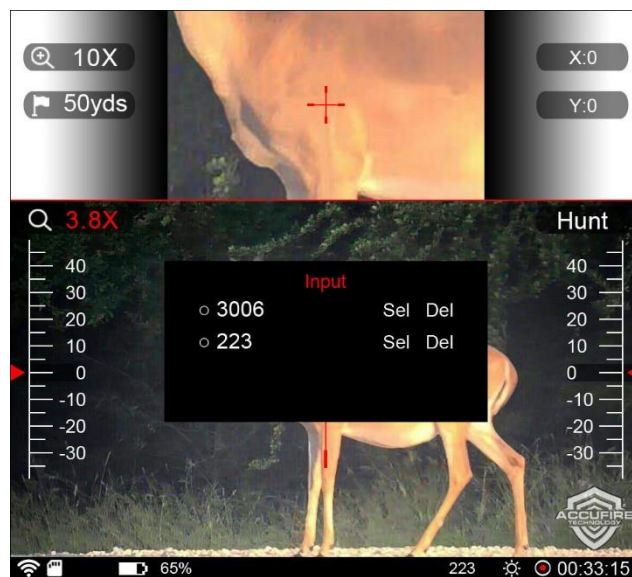 10X
50yds
X:0
Y:0
3.8X
Hunt
40
30
20
10
0
-10
-20
-30
Input
3006 Sel Del
223 Sel Del
40
30
20
10
0
-10
-20
-30
ACCUFIRE
TECHNOLOGY
65%
223
00:33:15